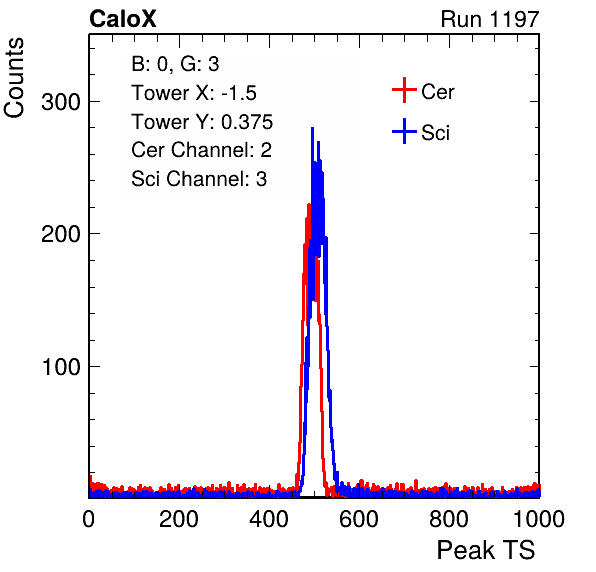 CaloX Run 1197
Counts
B: 0, G: 3
Tower X: -1.5
Tower Y: 0.375
Cer Channel: 2
Sci Channel: 3
Cer
Sci
300
200
100
0 200 400 600 800 1000
Peak TS